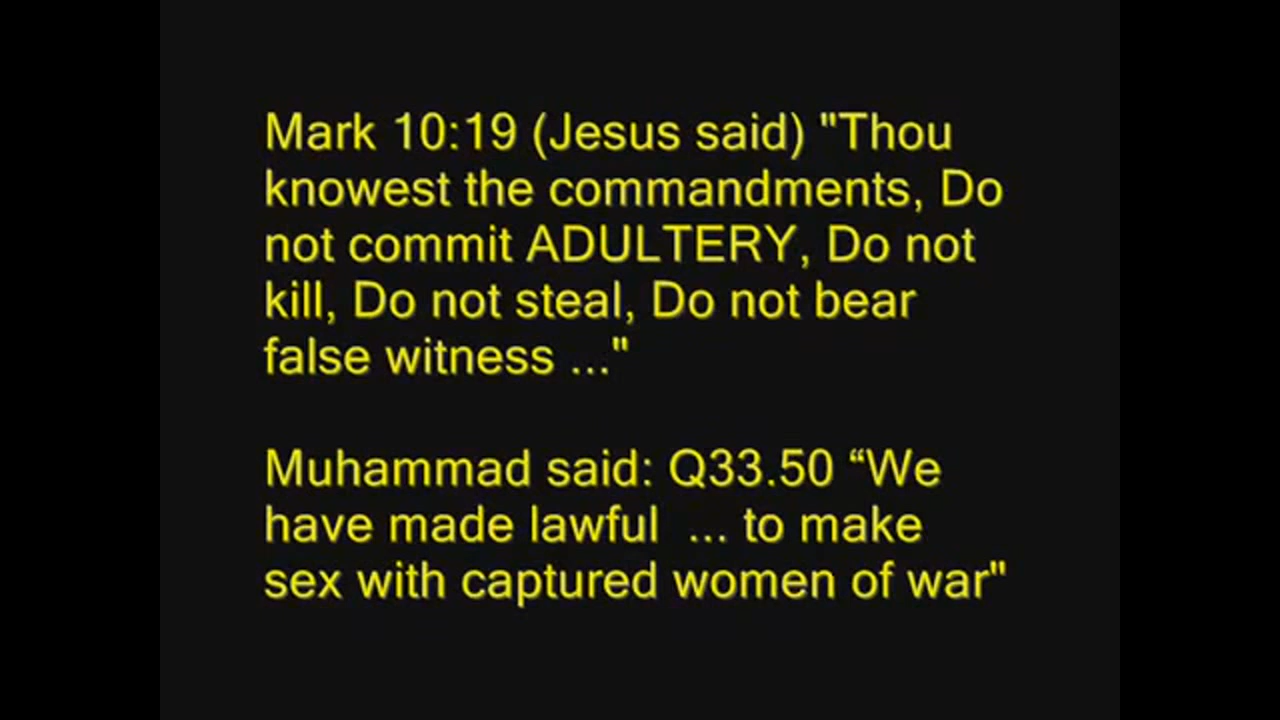 Mark 10:19 (Jesus said) "Thou
knowest the commandments, Do
not commit ADULTERY, Do not
kill, Do not steal, Do not bear
false witness ..."
Muhammad said: Q33.50 “We
have made lawful  ... to make
sex with captured women of war"